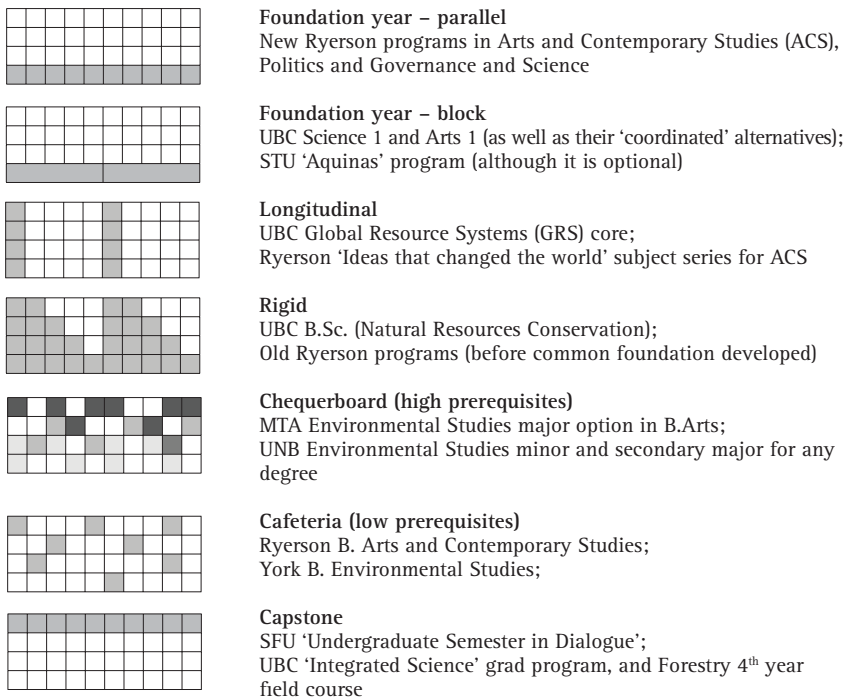 Foundation year – parallel
New Ryerson programs in Arts and Contemporary Studies (ACS),
Politics and Governance and Science
Foundation year – block
UBC Science 1 and Arts 1 (as well as their ‘coordinated’ alternatives);
STU ‘Aquinas’ program (although it is optional)
Longitudinal
UBC Global Resource Systems (GRS) core;
Ryerson ‘Ideas that changed the world’ subject series for ACS
Rigid
UBC B.Sc. (Natural Resources Conservation);
Old Ryerson programs (before common foundation developed)
Chequerboard (high prerequisites)
MTA Environmental Studies major option in B.Arts;
UNB Environmental Studies minor and secondary major for any
degree
Cafeteria (low prerequisites)
Ryerson B. Arts and Contemporary Studies;
York B. Environmental Studies;
Capstone
SFU ‘Undergraduate Semester in Dialogue’;
UBC ‘Integrated Science’ grad program, and Forestry 4th year
field course